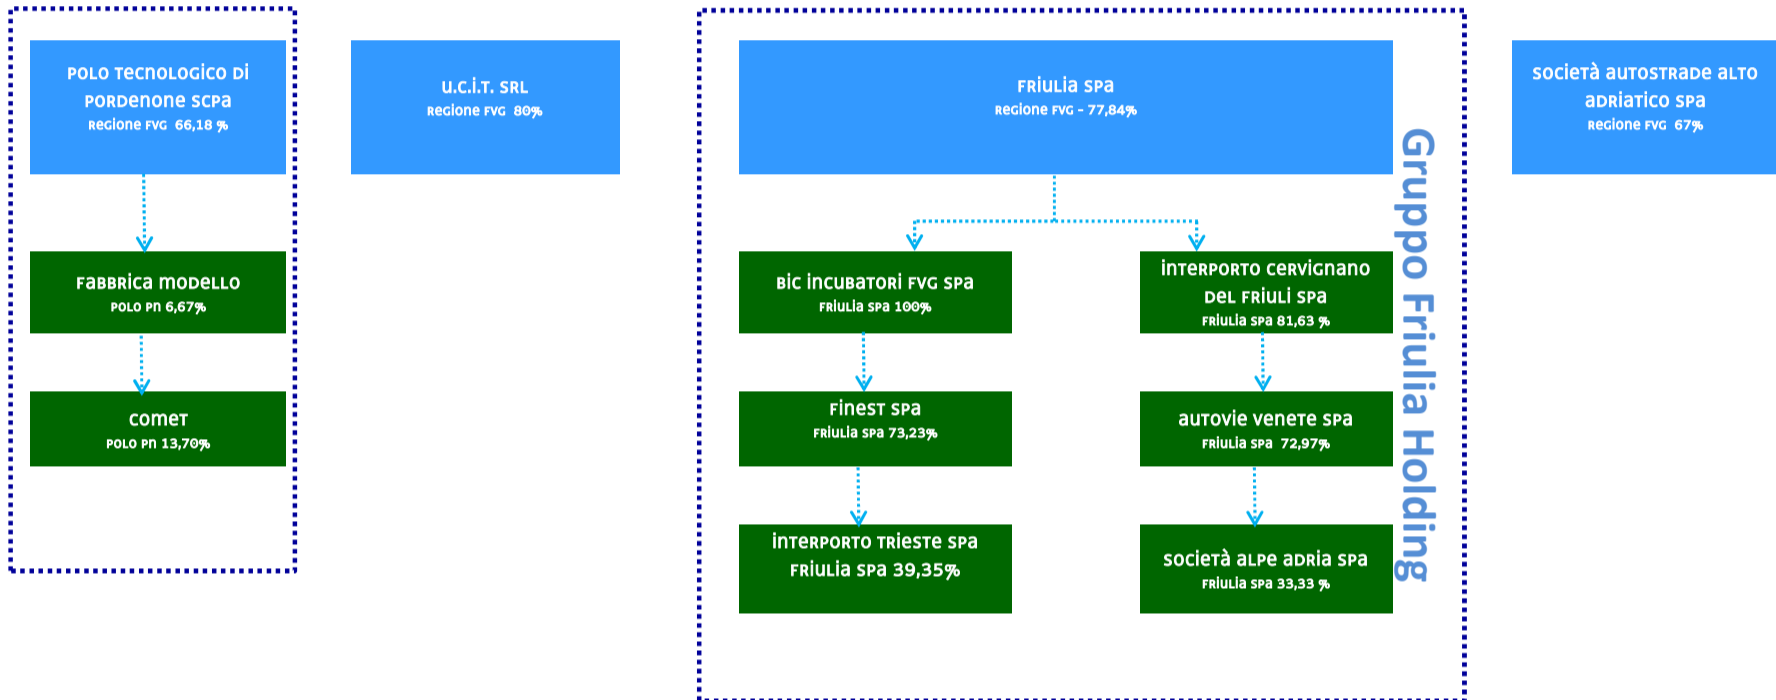 POLO TECNOLOGICO DI
PORDENONE SCPA
REGIONE FVG 66,18 %
FABBRICA MODELLO
POLO PN 6,67%
COMET
POLO PN 13,70%
U.C.I.T. SRL
REGIONE FVG 80%
FRIULIA SPA
REGIONE FVG - 77,84%
BIC INCUBATORI FVG SPA
FRIULIA SPA 100%
FINEST SPA
FRIULIA SPA 73,23%
INTERPORTO TRIESTE SPA
FRIULIA SPA 39,35%
INTERPORTO CERVIGNANO
DEL FRIULI SPA
FRIULIA SPA 81,63 %
AUTOVIE VENETE SPA
FRIULIA SPA 72,97%
SOCIETÀ ALPE ADRIA SPA
FRIULIA SPA 33,33 %
Gruppo Friulia Holding
SOCIETÀ AUTOSTRADE ALTO
ADRIATICO SPA
REGIONE FVG 67%